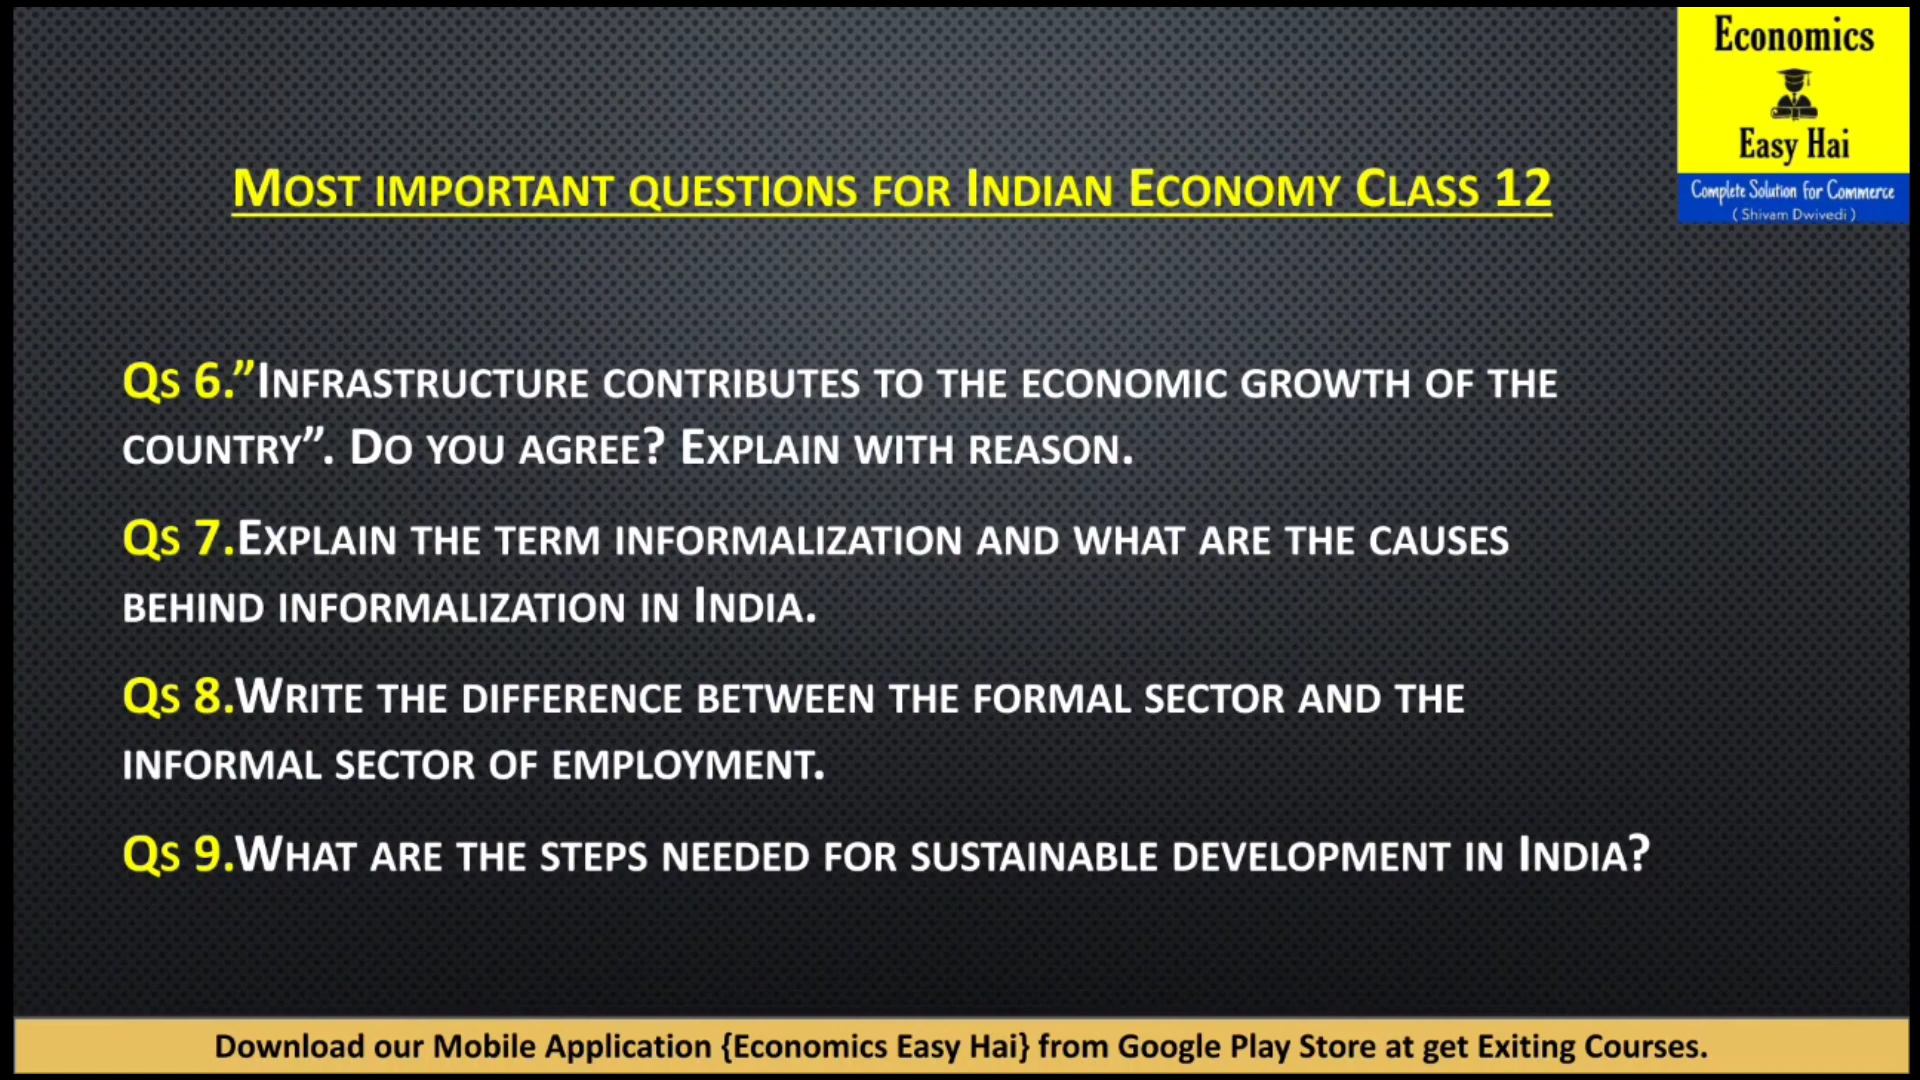 Economics
Easy Hai
Complete Solution for Commerce
( Shivam Dwivedi )
Most important questions for Indian Economy Class 12
Qs 6.”Infrastructure contributes to the economic growth of the
country”. Do you agree? Explain with reason.
Qs 7.Explain the term informalization and what are the causes
behind informalization in India.
Qs 8.Write the difference between the formal sector and the
informal sector of employment.
Qs 9.What are the steps needed for sustainable development in India?
Download our Mobile Application {Economics Easy Hai} from Google Play Store at get Exiting Courses.